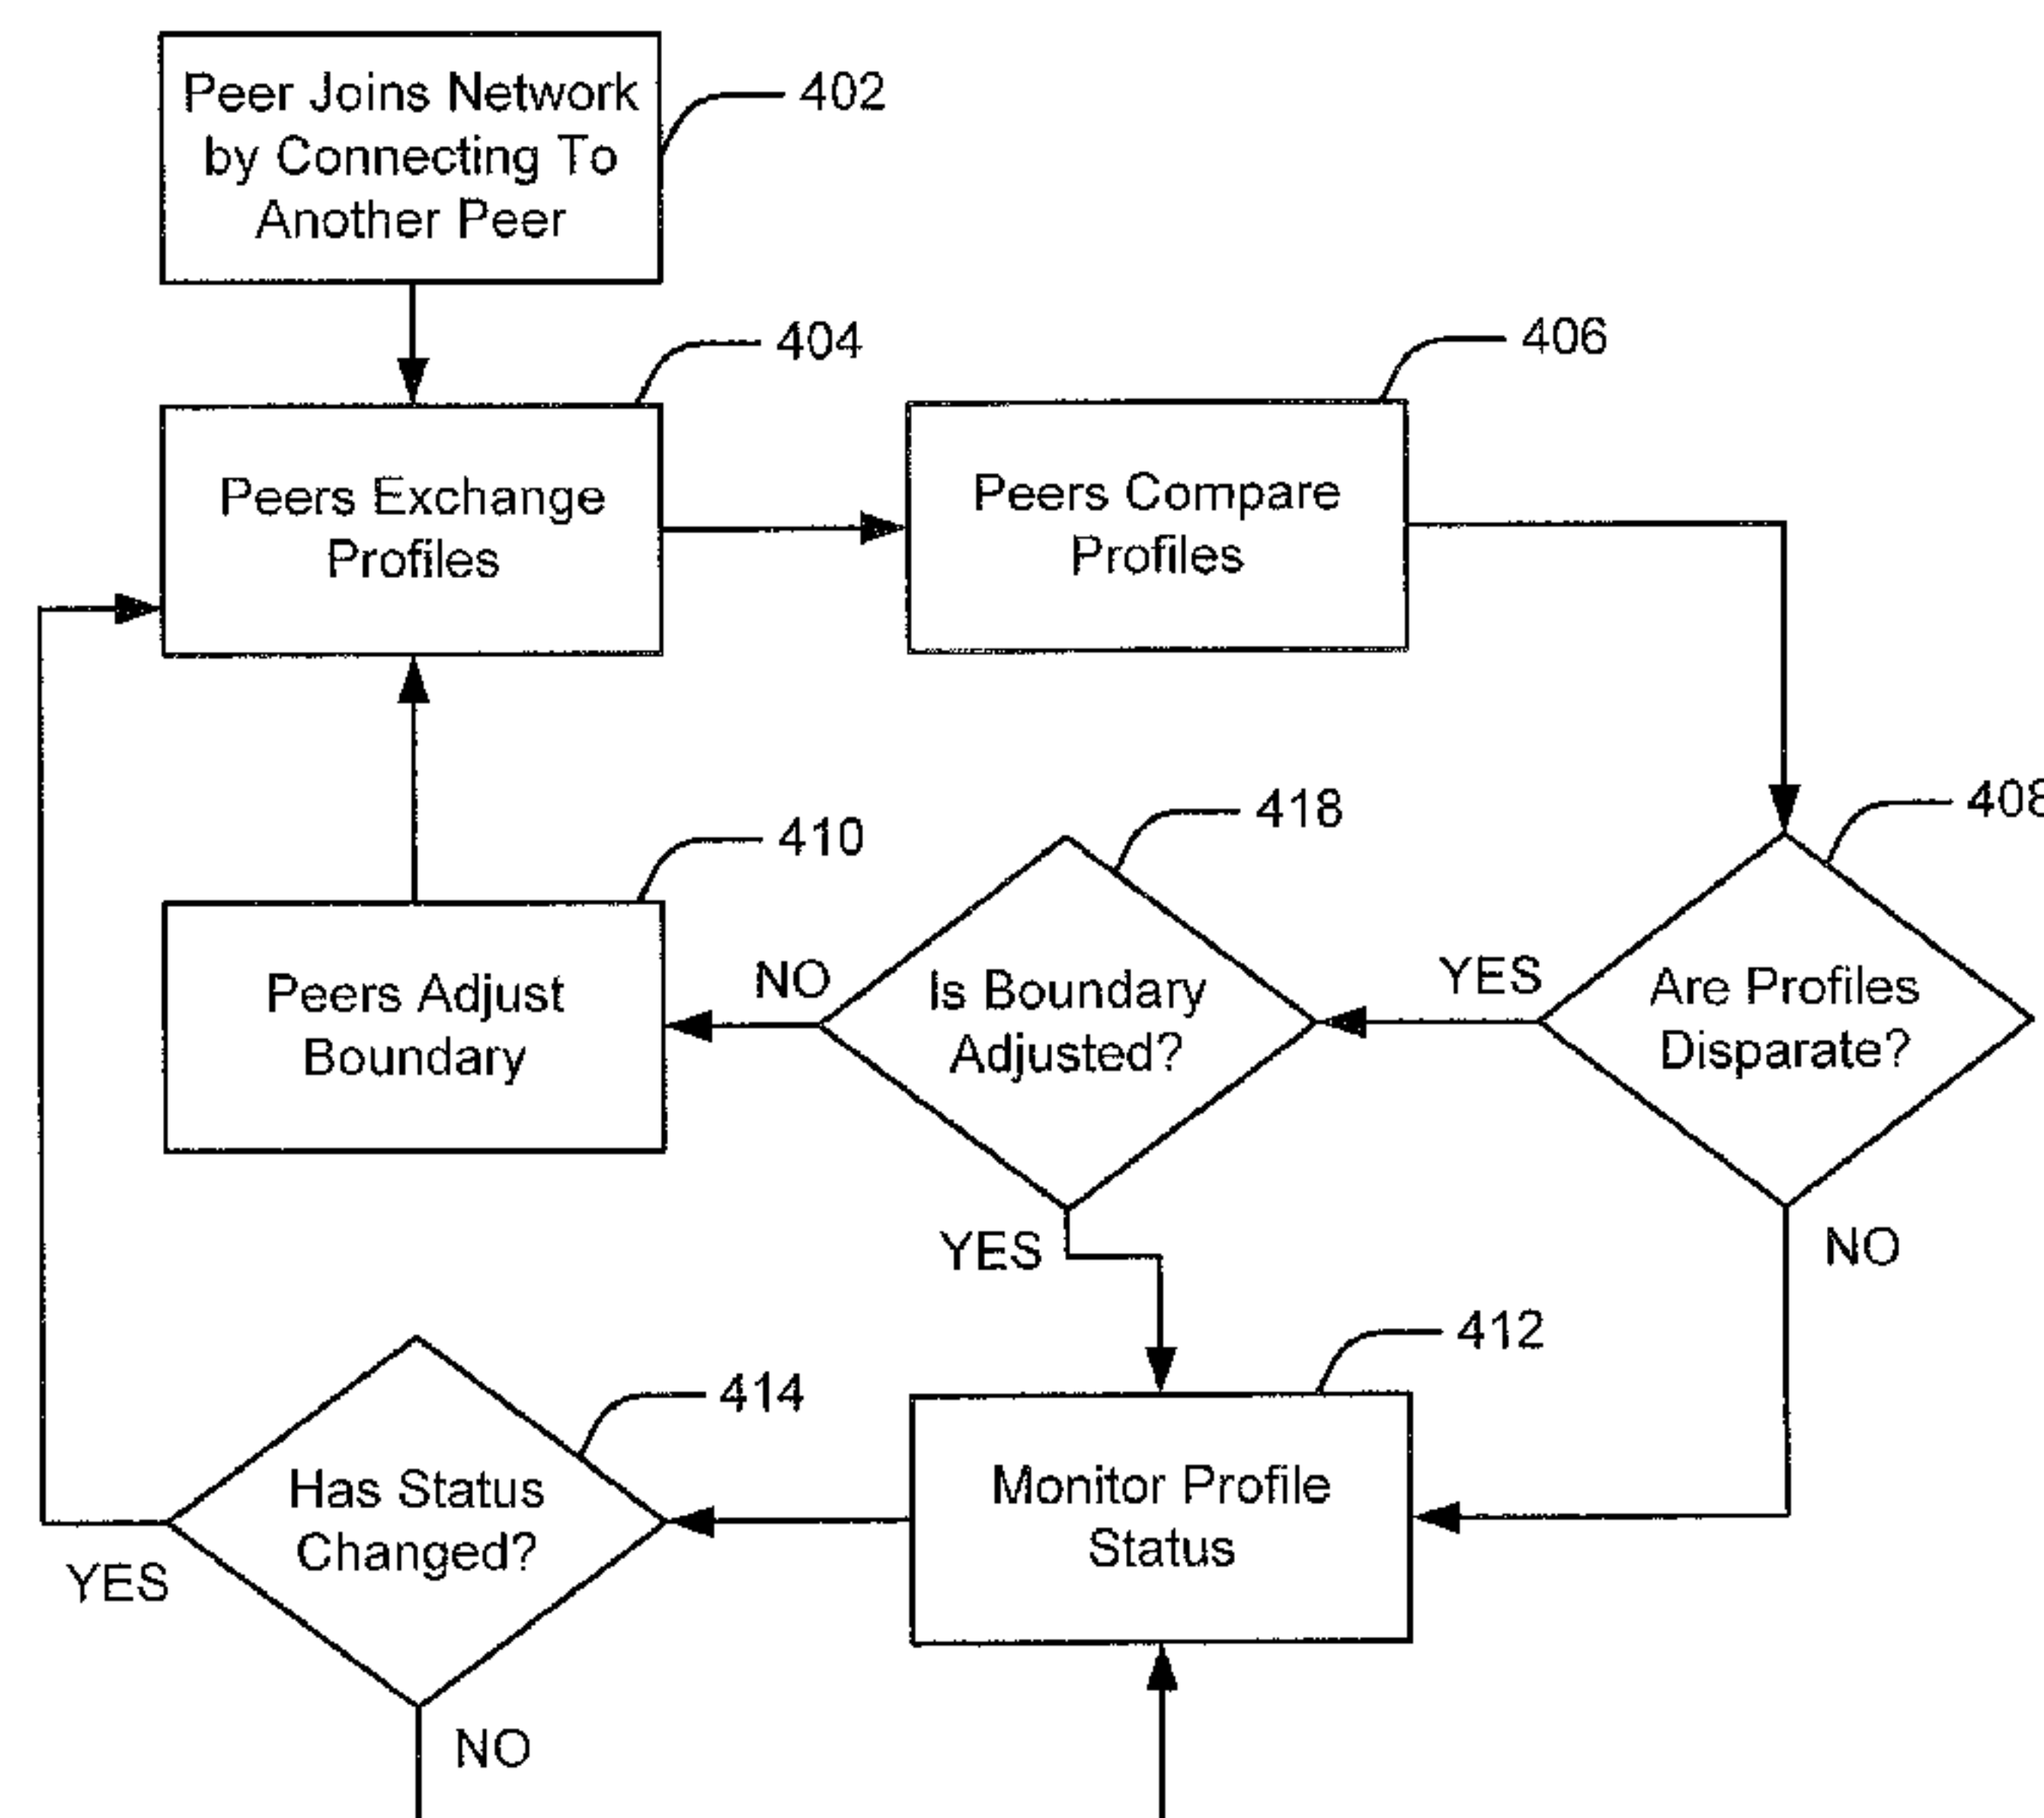 Peer Joins Network
by Connecting To
Another Peer
402
404
406
Peers Exchange
Profiles
Peers Compare
Profiles
408
418
410
Peers Adjust
Boundary
NO
Is Boundary
Adjusted?
YES
Are Profiles
Disparate?
YES
NO
412
414
Has Status
Changed?
Monitor Profile
Status
YES
NO